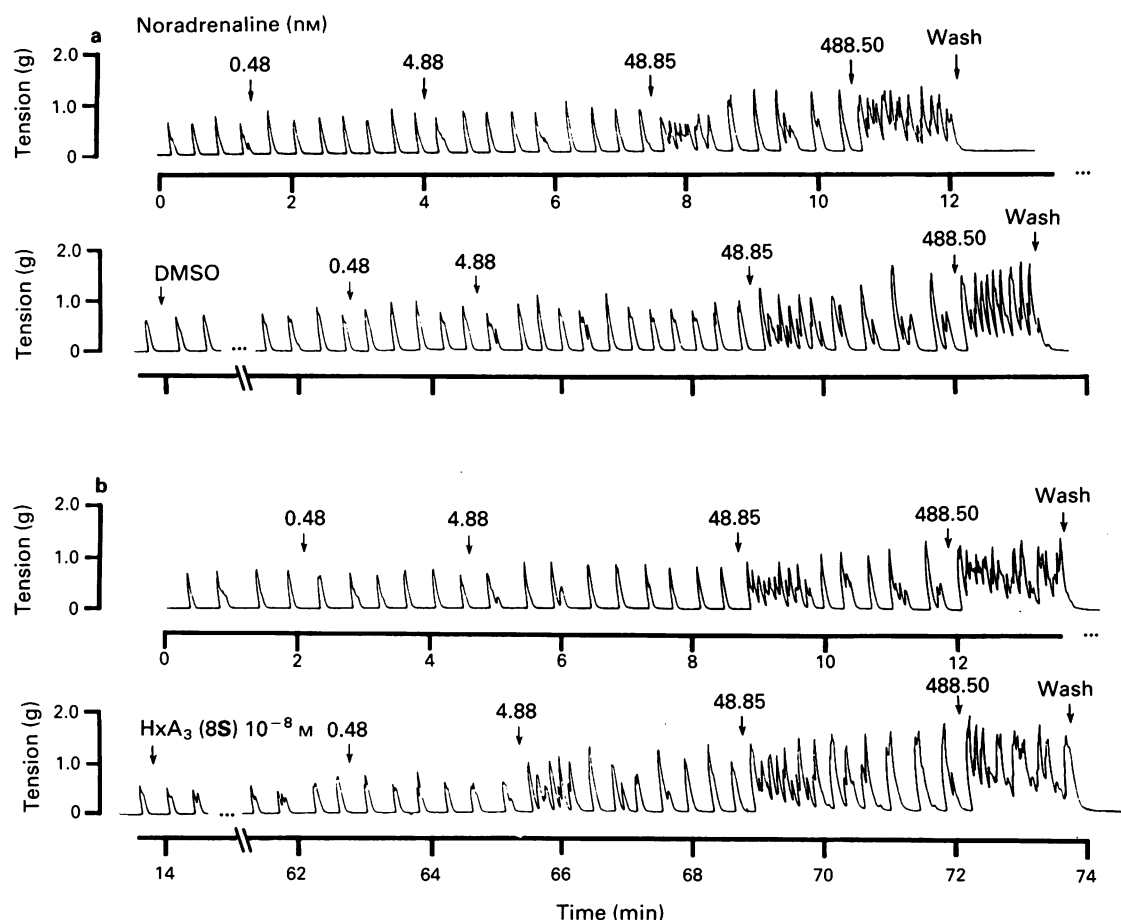 Noradrenaline (nM)
a
0.48 4.88 48.85 488.50 Wash
Tension (g)
2.0
1.0
0
0 2 4 6 8 10 12 ...
DMSO 0.48 4.88 48.85 488.50 Wash
Tension (g)
2.0
1.0
0
...
b
0.48 4.88 48.85 488.50 Wash
Tension (g)
2.0
1.0
0
0 2 4 6 8 10 12 ...
HxA3 (8S) 10−8 M 0.48 4.88 48.85 488.50 Wash
Tension (g)
2.0
1.0
0
...
14 62 64 66 68 70 72 74
Time (min)